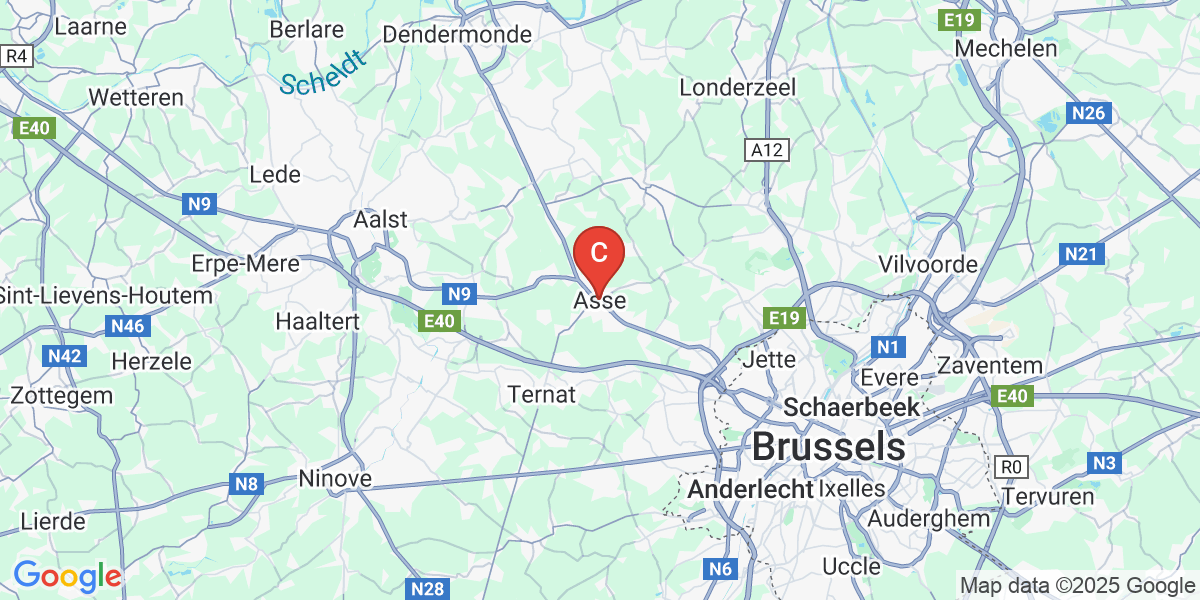 E19
Laarne
Berlare
Dendermonde
Mechelen
R4
Scheldt
Londerzeel
Wetteren
N26
E40
A12
Lede
N9
Aalst
N21
Erpe-Mere
C
Vilvoorde
Sint-Lievens-Houtem
N9
Asse
Haaltert
E40
E19
N46
N1
N42
Herzele
Jette
Zaventem
Evere
Zottegem
Ternat
E40
Schaerbeek
Brussels
N3
R0
Ninove
N8
Anderlecht
Ixelles
Tervuren
Lierde
Auderghem
Uccle
N6
Google
N28
Map data ©2025 Google